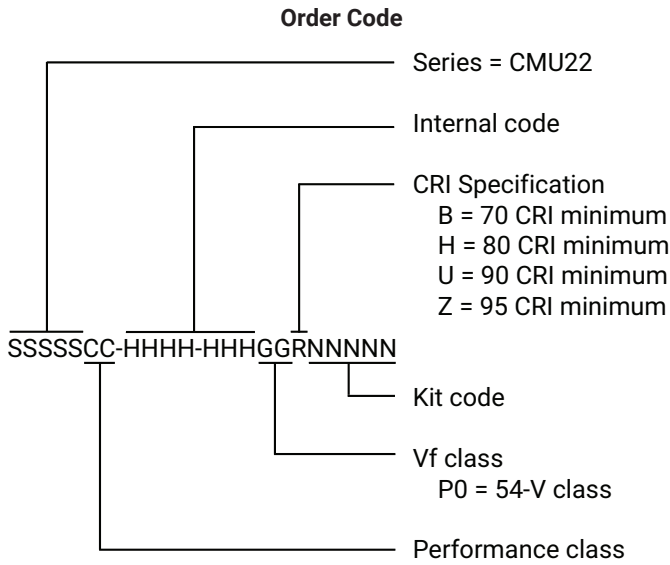 Order Code
Series = CMU22
Internal code
CRI Specification
B = 70 CRI minimum
H = 80 CRI minimum
U = 90 CRI minimum
Z = 95 CRI minimum
SSSSSCC-HHHH-HHHGGRNNNNN
Kit code
Vf class
P0 = 54-V class
Performance class